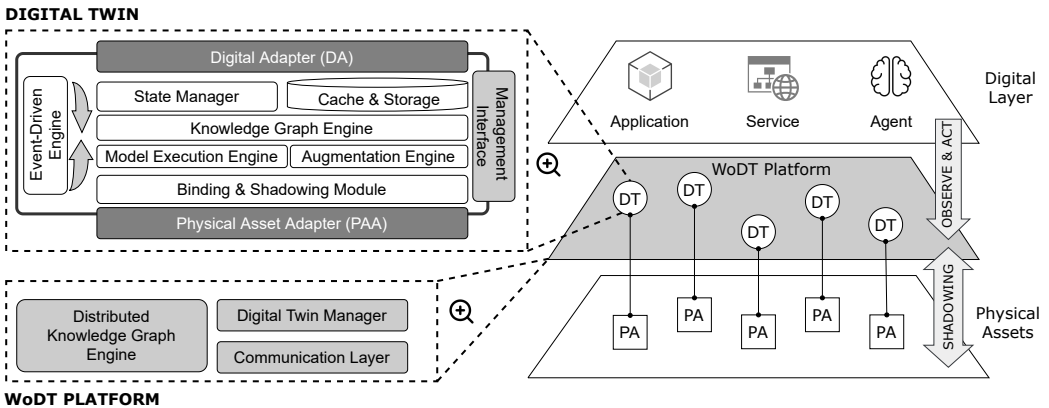 DIGITAL TWIN
Digital Adapter (DA)
Event-Driven
Engine
State Manager
Cache & Storage
Knowledge Graph Engine
Model Execution Engine
Augmentation Engine
Binding & Shadowing Module
Management
Interface
Physical Asset Adapter (PAA)
Distributed
Knowledge Graph
Engine
Digital Twin Manager
Communication Layer
WoDT PLATFORM
Application
Service
Agent
Digital
Layer
OBSERVE & ACT
WoDT Platform
DT
DT
DT
DT
DT
SHADOWING
PA
PA
PA
PA
PA
Physical
Assets